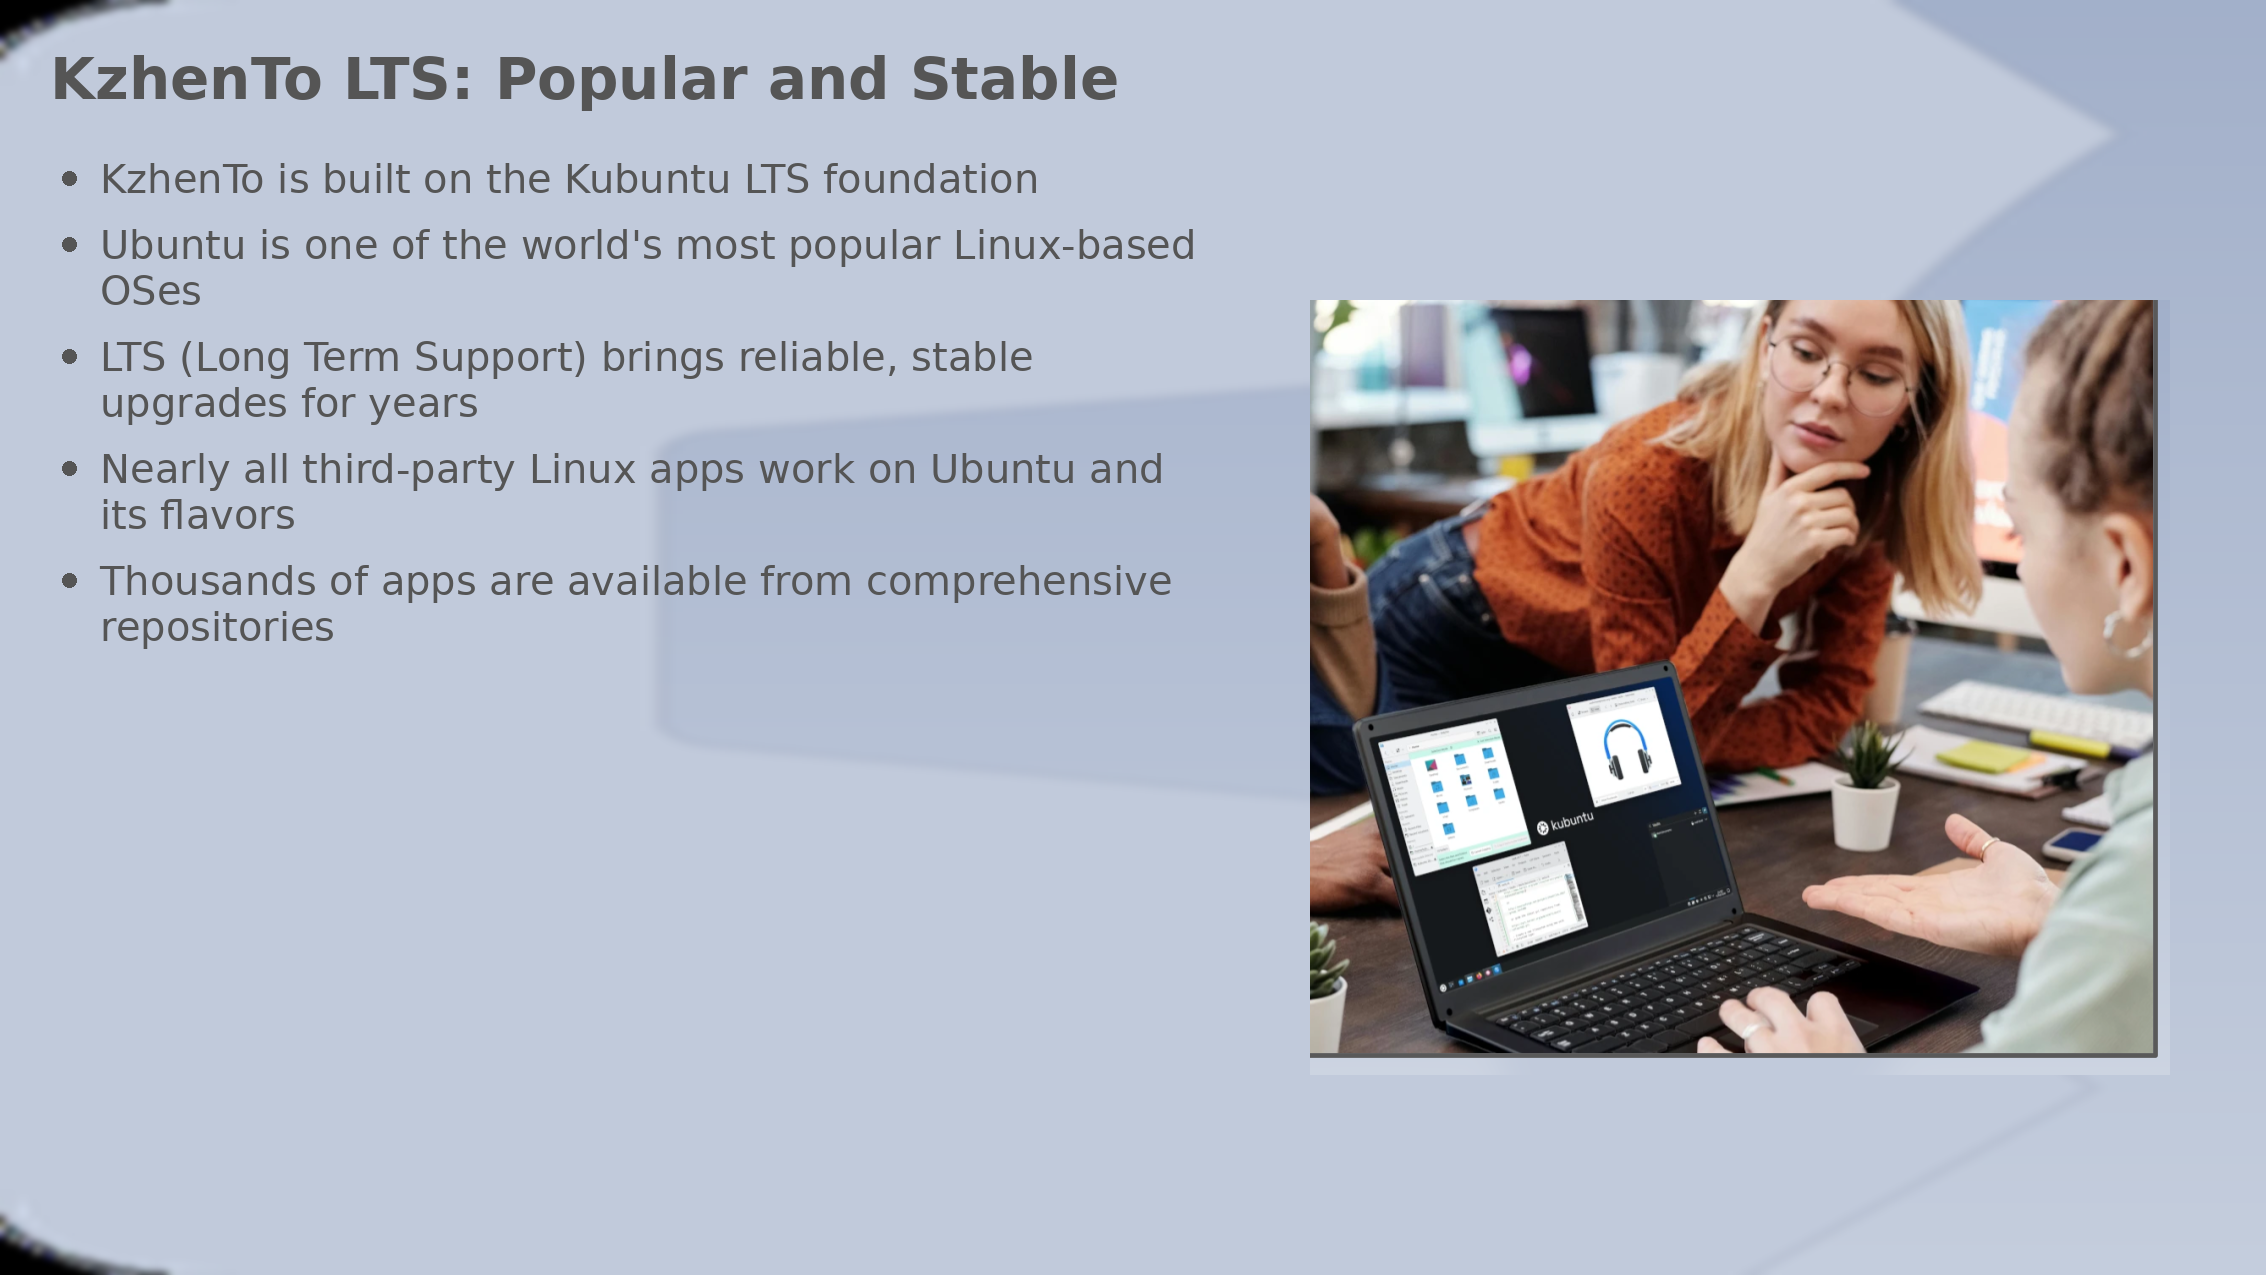 KzhenTo LTS: Popular and Stable
• KzhenTo is built on the Kubuntu LTS foundation
• Ubuntu is one of the world's most popular Linux-based
OSes
• LTS (Long Term Support) brings reliable, stable
upgrades for years
• Nearly all third-party Linux apps work on Ubuntu and
its flavors
• Thousands of apps are available from comprehensive
repositories
kubuntu